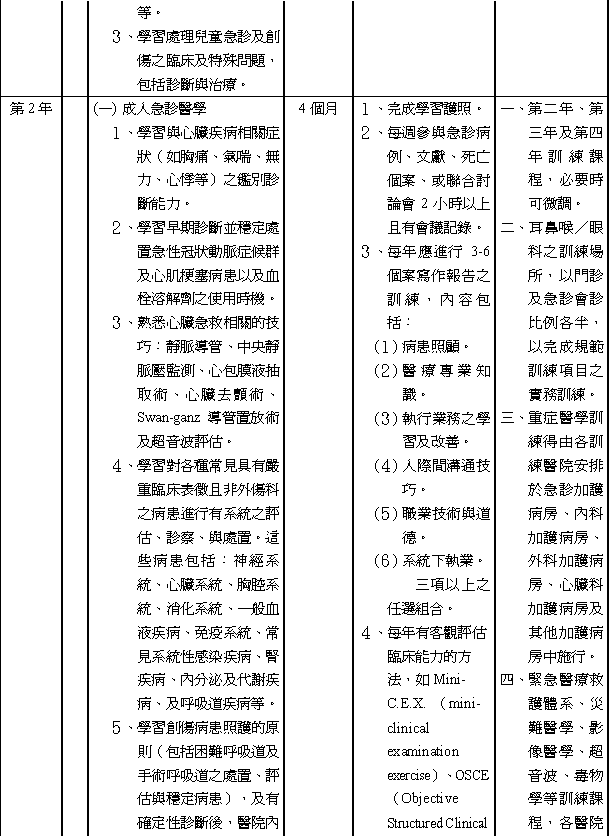 等。
３、學習處理兒童急診及創
傷之臨床及特殊問題，
包括診斷與治療。
第 2 年
(一) 成人急診醫學
１、學習與心臟疾病相關症
狀（如胸痛、氣喘、無
力、心悸等）之鑑別診
斷能力。
２、學習早期診斷並穩定處
置急性冠狀動脈症候群
及心肌梗塞病患以及血
栓溶解劑之使用時機。
３、熟悉心臟急救相關的技
巧：靜脈導管、中央靜
脈壓監測、心包膜液抽
取術、心臟去顫術、
Swan-ganz 導管置放術
及超音波評估。
４、學習對各種常見具有嚴
重臨床表徵且非外傷科
之病患進行有系統之評
估、診察、與處置。這
些病患包括：神經系
統、心臟系統、胸腔系
統、消化系統、一般血
液疾病、免疫系統、常
見系統性感染疾病、腎
疾病、內分泌及代謝疾
病、及呼吸道疾病等。
５、學習創傷病患照護的原
則（包括困難呼吸道及
手術呼吸道之處置、評
估與穩定病患），及有
確定性診斷後，醫院內
4 個月
１、完成學習護照。
２、每週參與急診病
例、文獻、死亡
個案、或聯合討
論會 2 小時以上
且有會議記錄。
３、每年應進行 3-6
個案寫作報告之
訓練，內容包
括：
(1) 病患照顧。
(2) 醫療專業知
識。
(3) 執行業務之學
習及改善。
(4) 人際間溝通技
巧。
(5) 職業技術與道
德。
(6) 系統下執業。
三項以上之
任選組合。
４、每年有客觀評估
臨床能力的方
法，如 Mini-
C.E.X. （mini-
clinical
examination
exercise）、OSCE
（Objective
Structured Clinical
一、第二年、第
三年及第四
年訓練課
程，必要時
可微調。
二、耳鼻喉／眼
科之訓練場
所，以門診
及急診會診
比例各半，
以完成規範
訓練項目之
實務訓練。
三、重症醫學訓
練得由各訓
練醫院安排
於急診加護
病房、內科
加護病房、
外科加護病
房、心臟科
加護病房及
其他加護病
房中施行。
四、緊急醫療救
護體系、災
難醫學、影
像醫學、超
音波、毒物
學等訓練課
程，各醫院